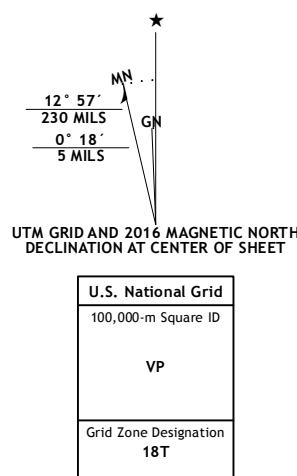 ★
MN
GN
12° 57´
230 MILS
0° 18´
5 MILS
UTM GRID AND 2016 MAGNETIC NORTH
DECLINATION AT CENTER OF SHEET
U.S. National Grid
100,000-m Square ID
VP
Grid Zone Designation
18T